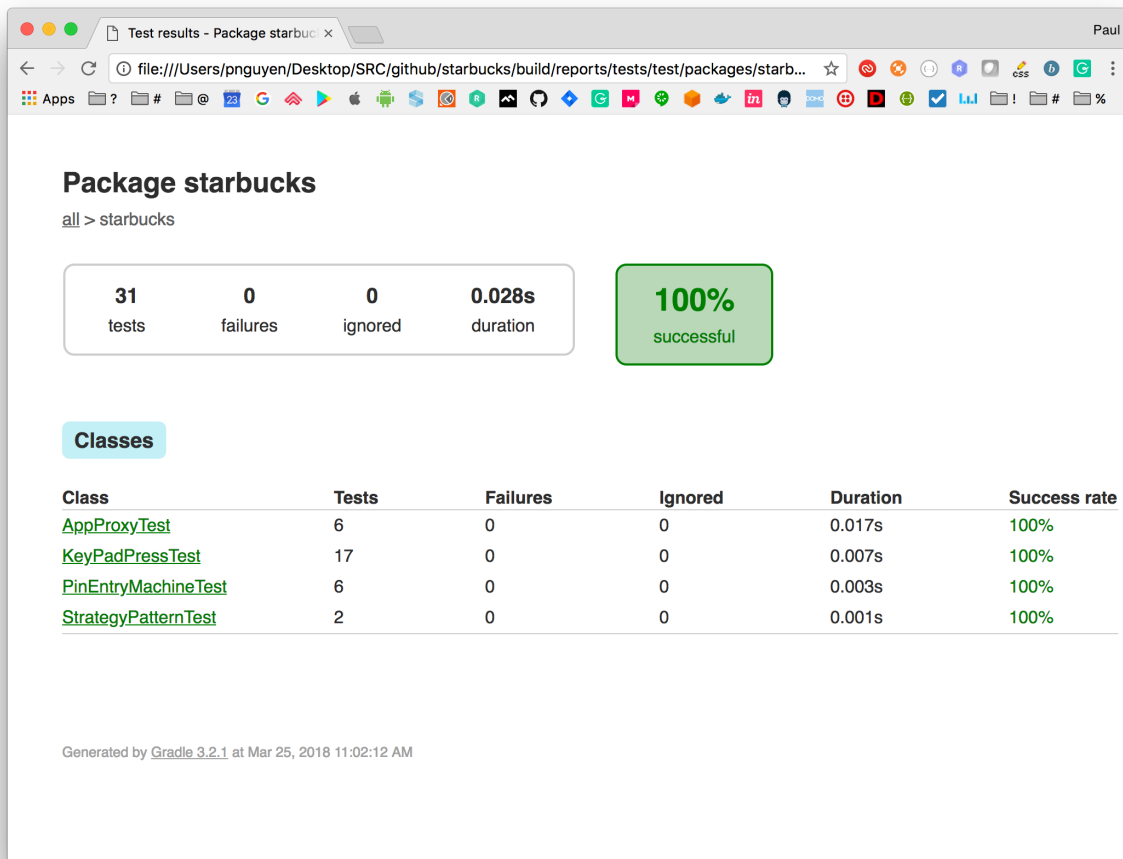 Test results - Package starbuc
Paul
file:///Users/pnguyen/Desktop/SRC/github/starbucks/build/reports/tests/test/packages/starb...
Apps ? # @ 23 ! # %
Package starbucks
all > starbucks
31 0 0 0.028s
tests failures ignored duration
100%
successful
Classes
Class Tests Failures Ignored Duration Success rate
AppProxyTest 6 0 0 0.017s 100%
KeyPadPressTest 17 0 0 0.007s 100%
PinEntryMachineTest 6 0 0 0.003s 100%
StrategyPatternTest 2 0 0 0.001s 100%
Generated by Gradle 3.2.1 at Mar 25, 2018 11:02:12 AM